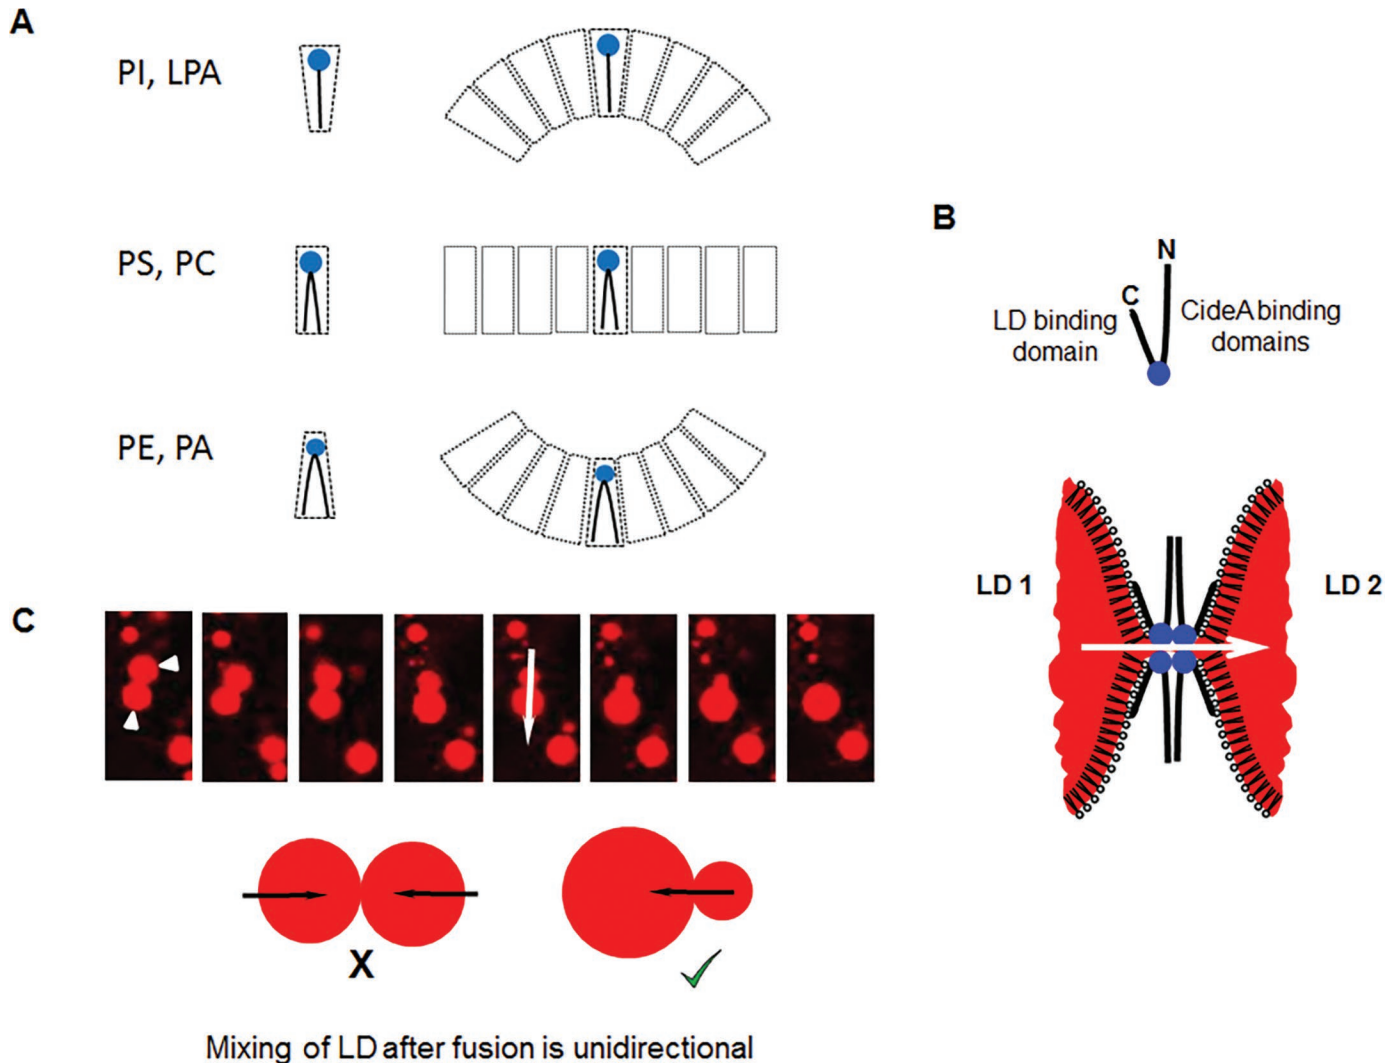 A
PI, LPA
PS, PC
PE, PA
B
N
C
LD binding
domain
CideA binding
domains
LD 1
LD 2
C
X
Mixing of LD after fusion is unidirectional